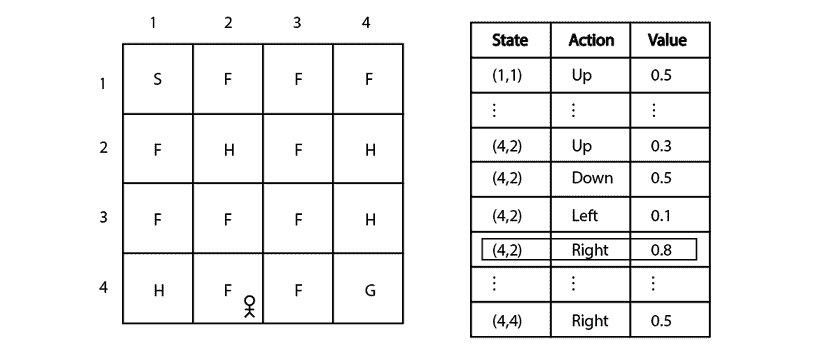 1 2 3 4
1 S F F F
2 F H F H
3 F F F H
4 H F F G
State Action Value
(1,1) Up 0.5
⋮ ⋮ ⋮
(4,2) Up 0.3
(4,2) Down 0.5
(4,2) Left 0.1
(4,2) Right 0.8
⋮ ⋮ ⋮
(4,4) Right 0.5